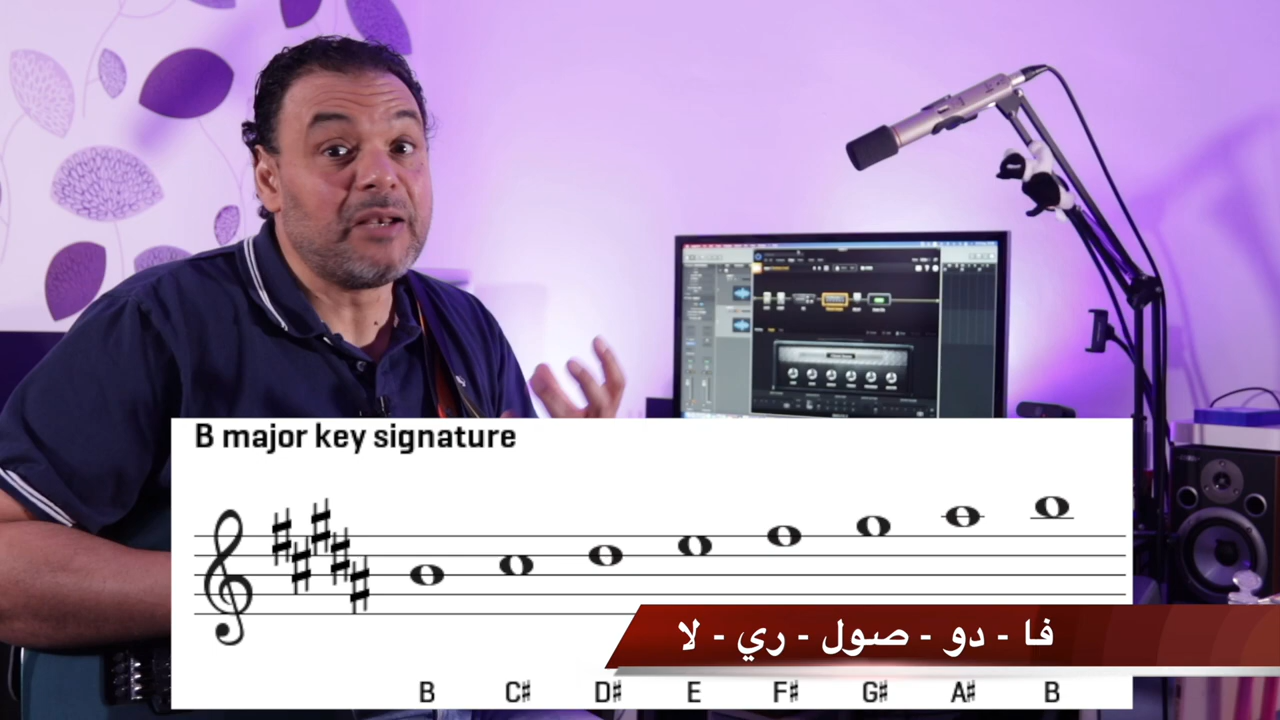 B major key signature
فا - دو - صول - ري - لا
B C♯ D♯ E F♯ G♯ A♯ B